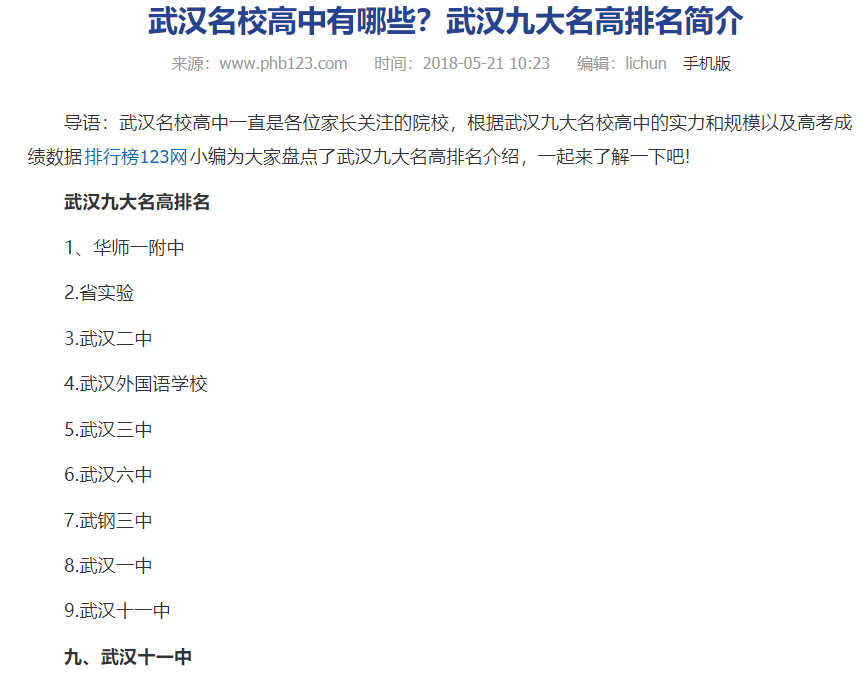 武汉名校高中有哪些？武汉九大名高排名简介
来源：www.phb123.com 时间：2018-05-21 10:23 编辑：lichun 手机版
导语：武汉名校高中一直是各位家长关注的院校，根据武汉九大名校高中的实力和规模以及高考成
绩数据排行榜123网小编为大家盘点了武汉九大名高排名介绍，一起来了解一下吧!
武汉九大名高排名
1、华师一附中
2.省实验
3.武汉二中
4.武汉外国语学校
5.武汉三中
6.武汉六中
7.武钢三中
8.武汉一中
9.武汉十一中
九、武汉十一中